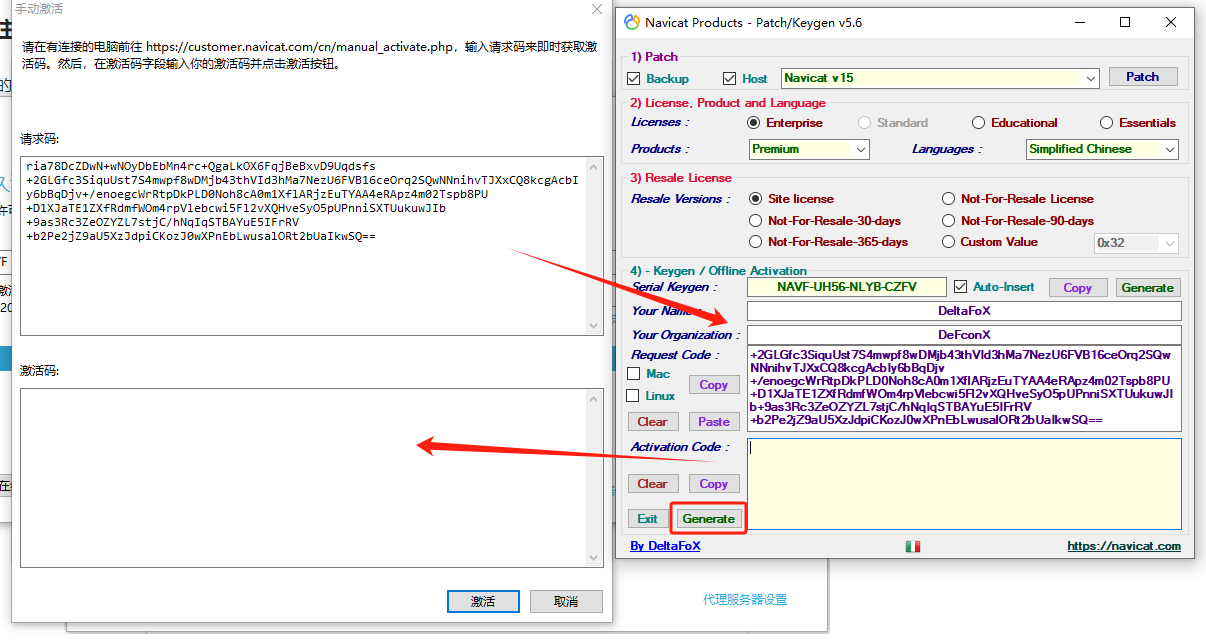 手动激活
请在有连接的电脑前往 https://customer.navicat.com/cn/manual_activate.php，输入请求码来即时获取激
活码。然后，在激活码字段输入你的激活码并点击激活按钮。
请求码:
ria78DcZDwN+wNOyDbEbMn4rc+QgaLkOX6FqjBeBxvD9Uqdsfs
+2GLGfc3SiquUst7S4mwpf8wDMjb43thVId3hMa7NezU6FVB16ceOrq2SQwNNnihvTJXxCQ8kcgAcbI
y6bBqDjv+/enoegcWrRtpDkPLD0Noh8cA0m1XflARjzEuTYAA4eRApz4m02Tspb8PU
+D1XJaTE1ZXfRdmfWOm4rpVlebcwi5Fl2vXQHveSyO5pUPnniSXTUukuwJIb
+9as3Rc3ZeOZYZL7stjC/hNqIqSTBAYuE5IFrRV
+b2Pe2jZ9aU5XzJdpiCKozJ0wXPnEbLwusalORt2bUaIkwSQ==
激活码:
激活
取消
代理服务器设置
Navicat Products - Patch/Keygen v5.6
1) Patch
Backup
Host
Navicat v15
Patch
2) License, Product and Language
Licenses :
Enterprise
Standard
Educational
Essentials
Products :
Premium
Languages :
Simplified Chinese
3) Resale License
Resale Versions :
Site license
Not-For-Resale License
Not-For-Resale-30-days
Not-For-Resale-90-days
Not-For-Resale-365-days
Custom Value
0x32
4) - Keygen / Offline Activation
Serial Keygen :
NAVF-UH56-NLYB-CZFV
Auto-Insert
Copy
Generate
Your Name :
DeltaFoX
Your Organization :
DeFconX
Request Code :
+2GLGfc3SiquUst7S4mwpf8wDMjb43thVId3hMa7NezU6FVB16ceOrq2SQw
NNnihvTJXxCQ8kcgAcbIy6bBqDjv
+/enoegcWrRtpDkPLD0Noh8cA0m1XflARjzEuTYAA4eRApz4m02Tspb8PU
+D1XJaTE1ZXfRdmfWOm4rpVlebcwi5Fl2vXQHveSyO5pUPnniSXTUukuwJI
b+9as3Rc3ZeOZYZL7stjC/hNqIqSTBAYuE5IFrRV
+b2Pe2jZ9aU5XzJdpiCKozJ0wXPnEbLwusalORt2bUaIkwSQ==
Mac
Copy
Linux
Clear
Paste
Activation Code :
Clear
Copy
Exit
Generate
By DeltaFoX
https://navicat.com